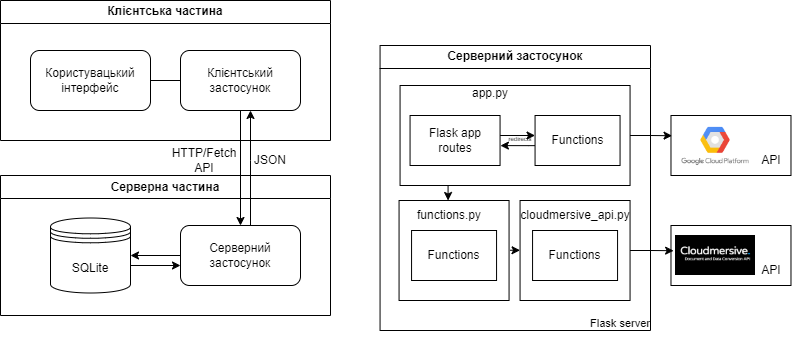 Клієнтська частина
Користувацький
інтерфейс
Клієнтський
застосунок
HTTP/Fetch
API
JSON
Серверна частина
SQLite
Серверний
застосунок
Серверний застосунок
app.py
Flask app
routes
redirects
Functions
functions.py
Functions
cloudmersive_api.py
Functions
Flask server
Google Cloud Platform
API
Cloudmersive
Document and Data Conversion API
API